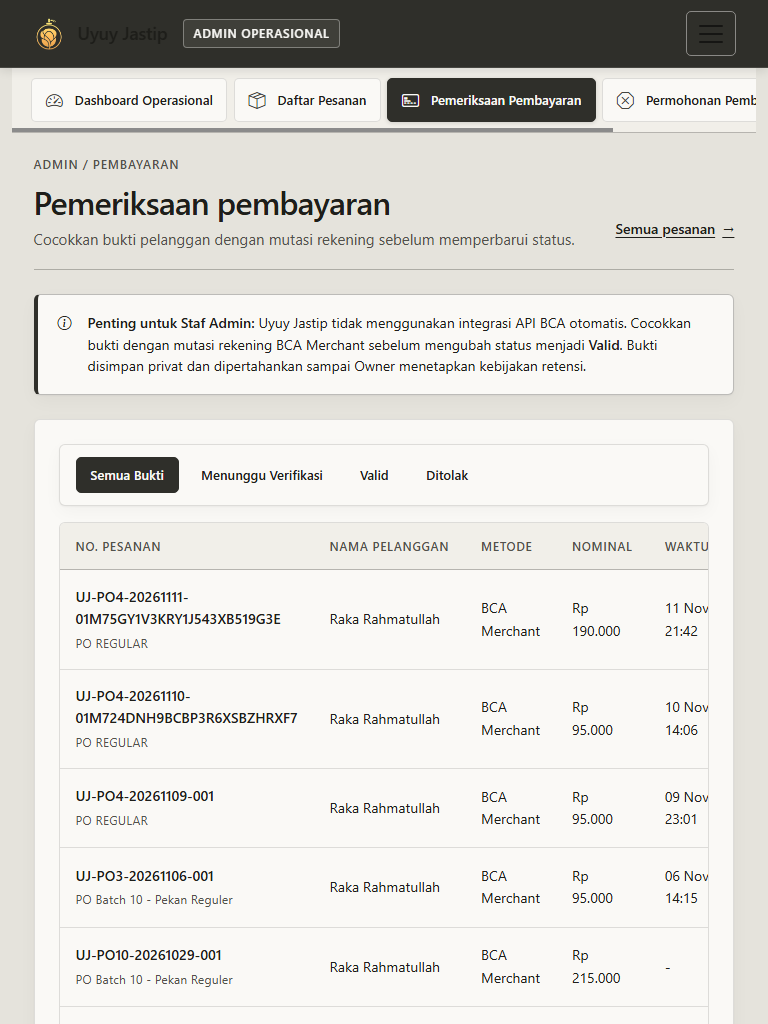 Uyuy Jastip
ADMIN OPERASIONAL
Dashboard Operasional
Daftar Pesanan
Pemeriksaan Pembayaran
Permohonan Pemb
ADMIN / PEMBAYARAN
Pemeriksaan pembayaran
Cocokkan bukti pelanggan dengan mutasi rekening sebelum memperbarui status.
Semua pesanan →
Penting untuk Staf Admin: Uyuy Jastip tidak menggunakan integrasi API BCA otomatis. Cocokkan
bukti dengan mutasi rekening BCA Merchant sebelum mengubah status menjadi Valid. Bukti
disimpan privat dan dipertahankan sampai Owner menetapkan kebijakan retensi.
Semua Bukti
Menunggu Verifikasi
Valid
Ditolak
NO. PESANAN
NAMA PELANGGAN
METODE
NOMINAL
WAKTU
UJ-PO4-20261111-
01M75GY1V3KRY1J543XB519G3E
PO REGULAR
Raka Rahmatullah
BCA
Merchant
Rp
190.000
11 Nov
21:42
UJ-PO4-20261110-
01M724DNH9BCBP3R6XSBZHRXF7
PO REGULAR
Raka Rahmatullah
BCA
Merchant
Rp
95.000
10 Nov
14:06
UJ-PO4-20261109-001
PO REGULAR
Raka Rahmatullah
BCA
Merchant
Rp
95.000
09 Nov
23:01
UJ-PO3-20261106-001
PO Batch 10 - Pekan Reguler
Raka Rahmatullah
BCA
Merchant
Rp
95.000
06 Nov
14:15
UJ-PO10-20261029-001
PO Batch 10 - Pekan Reguler
Raka Rahmatullah
BCA
Merchant
Rp
215.000
-